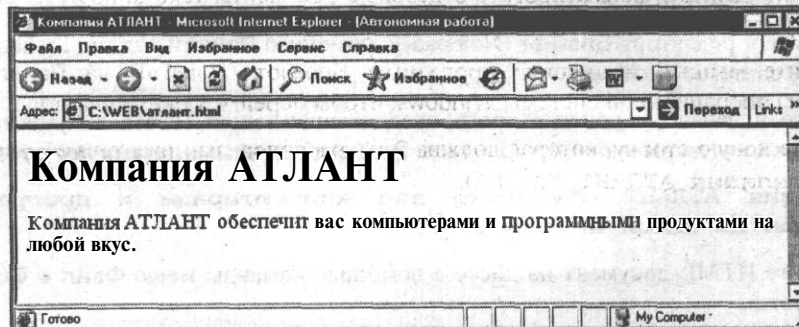 Компания АТЛАНТ - Microsoft Internet Explorer - [Автономная работа]
Файл Правка Вид Избранное Сервис Справка
Назад Поиск Избранное
Адрес: C:\WEB\атлант.html Переход Links »
Компания АТЛАНТ
Компания АТЛАНТ обеспечит вас компьютерами и программными продуктами на
любой вкус.
Готово My Computer